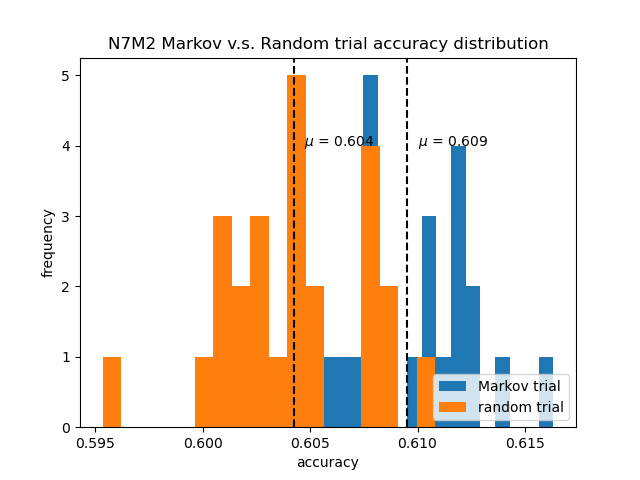 N7M2 Markov v.s. Random trial accuracy distribution
5
4
3
2
1
0
frequency
μ = 0.604
μ = 0.609
Markov trial
random trial
0.595
0.600
0.605
0.610
0.615
accuracy